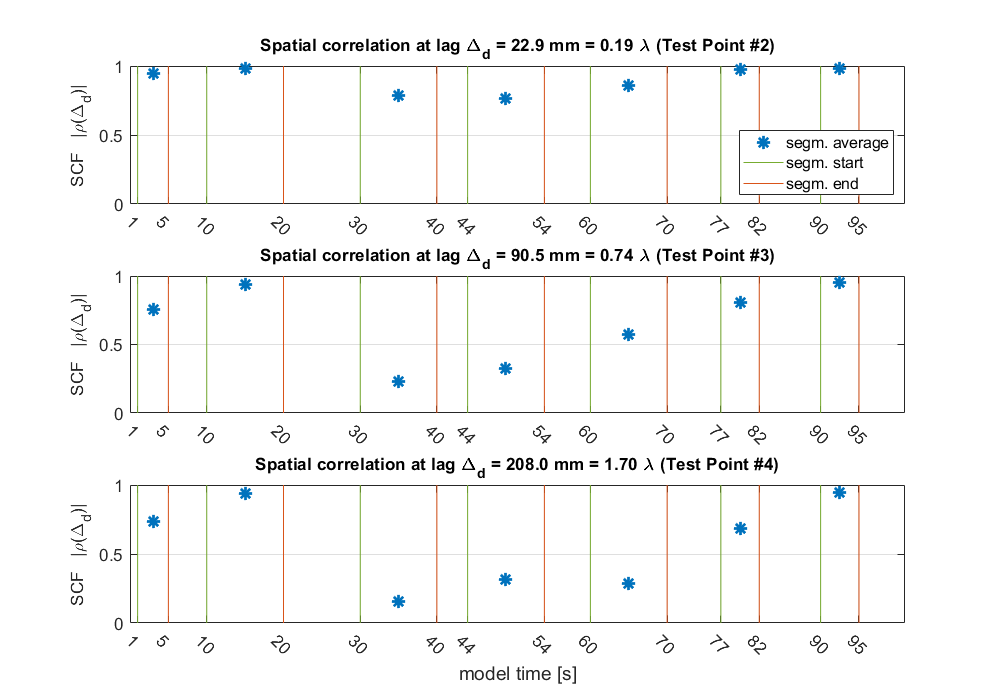 Spatial correlation at lag Δd = 22.9 mm = 0.19 λ (Test Point #2)
SCF |ρ(Δd)|
1
0.5
0
segm. average
segm. start
segm. end
1 5 10 20 30 40 44 54 60 70 77 82 90 95
Spatial correlation at lag Δd = 90.5 mm = 0.74 λ (Test Point #3)
SCF |ρ(Δd)|
1
0.5
0
1 5 10 20 30 40 44 54 60 70 77 82 90 95
Spatial correlation at lag Δd = 208.0 mm = 1.70 λ (Test Point #4)
SCF |ρ(Δd)|
1
0.5
0
1 5 10 20 30 40 44 54 60 70 77 82 90 95
model time [s]